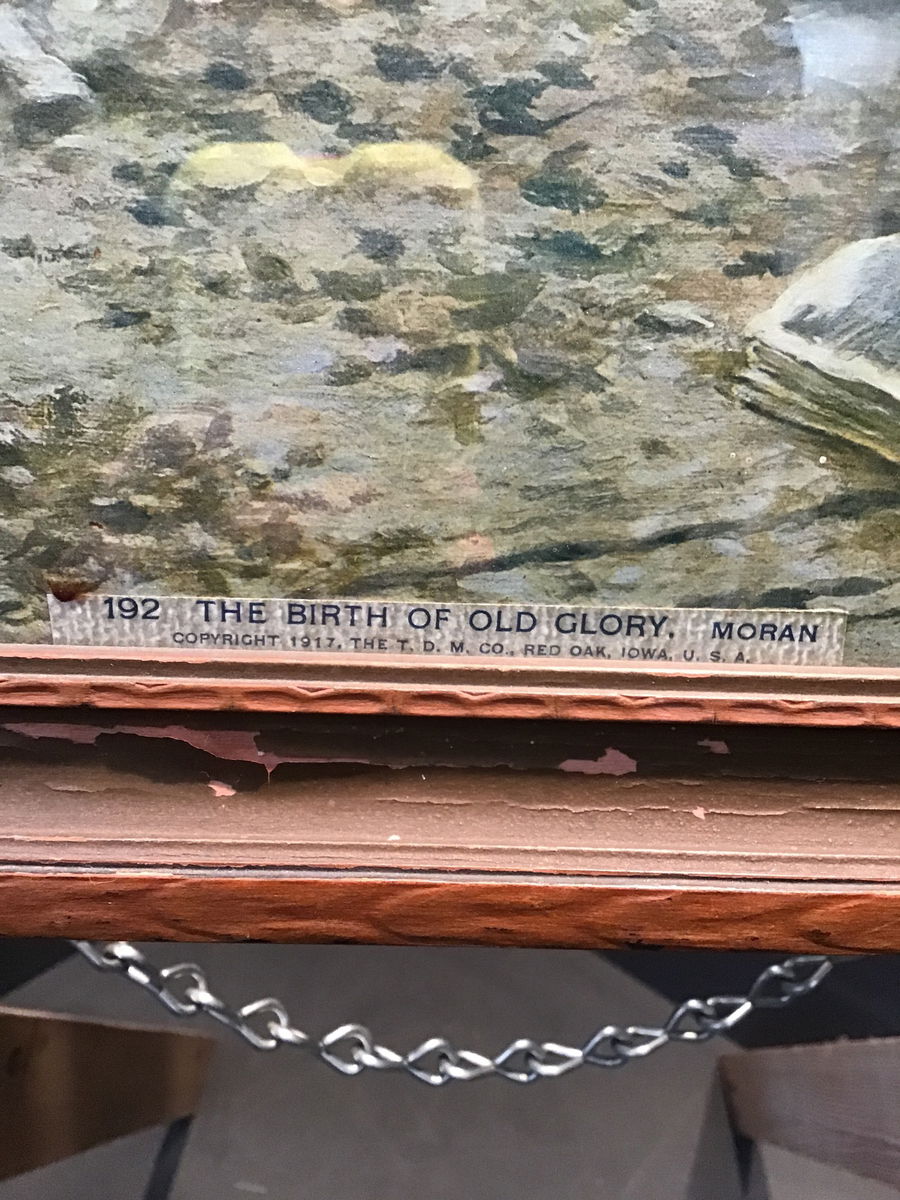 192 THE BIRTH OF OLD GLORY. MORAN
COPYRIGHT 1917, THE T. D. M. CO., RED OAK, IOWA, U. S. A.